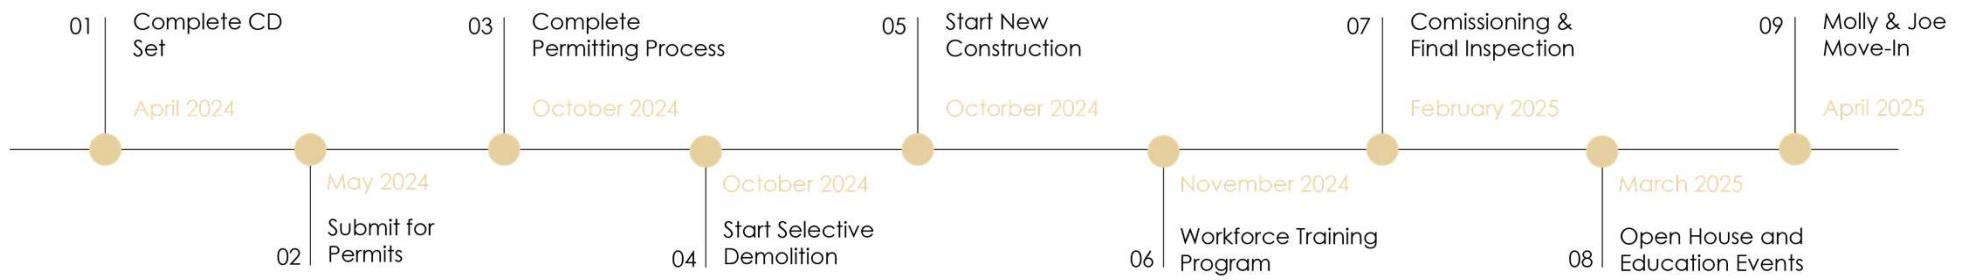 01
Complete CD
Set
April 2024
02
May 2024
Submit for
Permits
03
Complete
Permitting Process
October 2024
04
October 2024
Start Selective
Demolition
05
Start New
Construction
Octorber 2024
06
November 2024
Workforce Training
Program
07
Comissioning &
Final Inspection
February 2025
08
March 2025
Open House and
Education Events
09
Molly & Joe
Move-In
April 2025